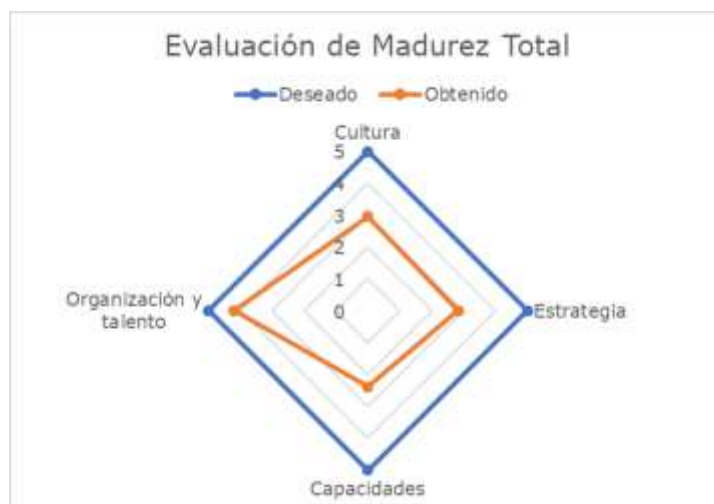 Evaluación de Madurez Total
Deseado Obtenido
Cultura
5
4
3
2
1
0
Organización y
talento
Estrategia
Capacidades